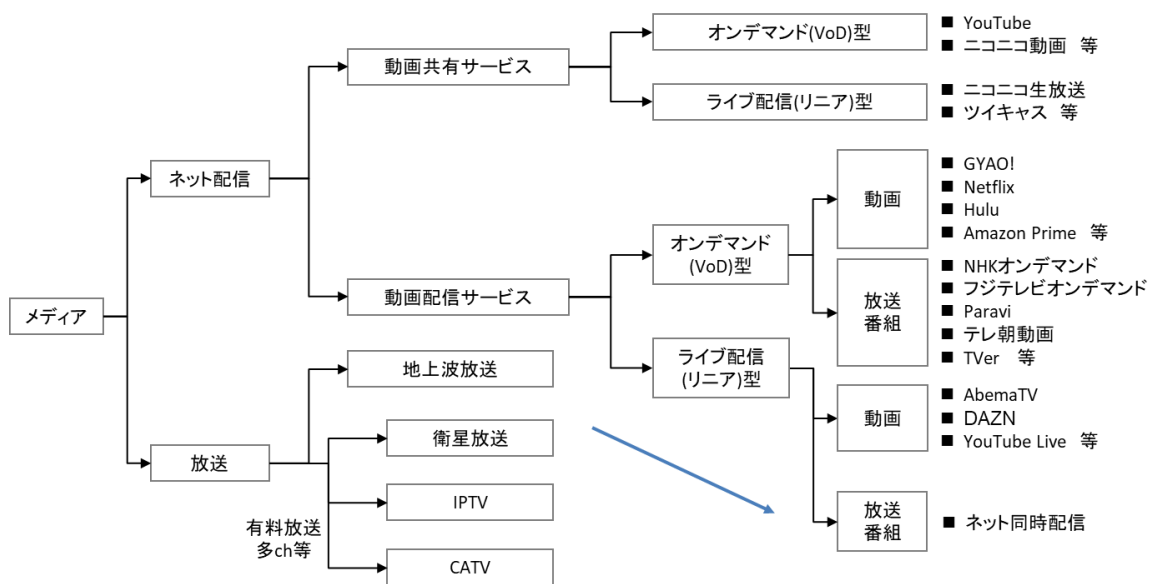 メディア
ネット配信
動画共有サービス
オンデマンド(VoD)型
■ YouTube
■ ニコニコ動画 等
ライブ配信(リニア)型
■ ニコニコ生放送
■ ツイキャス 等
動画配信サービス
オンデマンド
(VoD)型
動画
■ GYAO!
■ Netflix
■ Hulu
■ Amazon Prime 等
放送
番組
■ NHKオンデマンド
■ フジテレビオンデマンド
■ Paravi
■ テレ朝動画
■ TVer 等
ライブ配信
(リニア)型
動画
■ AbemaTV
■ DAZN
■ YouTube Live 等
放送
番組
■ ネット同時配信
放送
地上波放送
有料放送
多ch等
衛星放送
IPTV
CATV